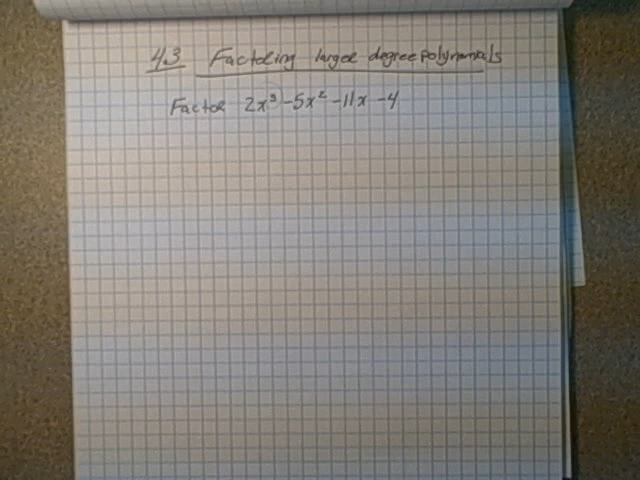 4.3 Factoring larger degree polynomials
Factor 2x³ -5x² -11x -4